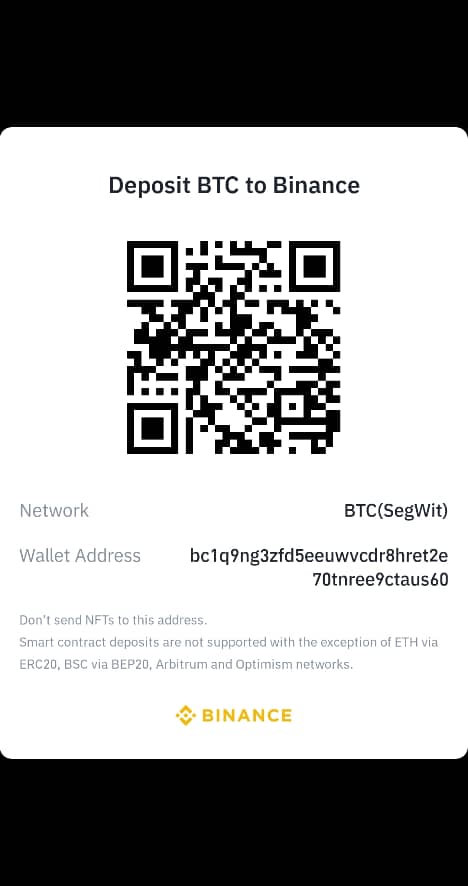 Deposit BTC to Binance
Network BTC(SegWit)
Wallet Address bc1q9ng3zfd5eeuwvcdr8hret2e
70tnree9ctaus60
Don't send NFTs to this address.
Smart contract deposits are not supported with the exception of ETH via
ERC20, BSC via BEP20, Arbitrum and Optimism networks.
BINANCE